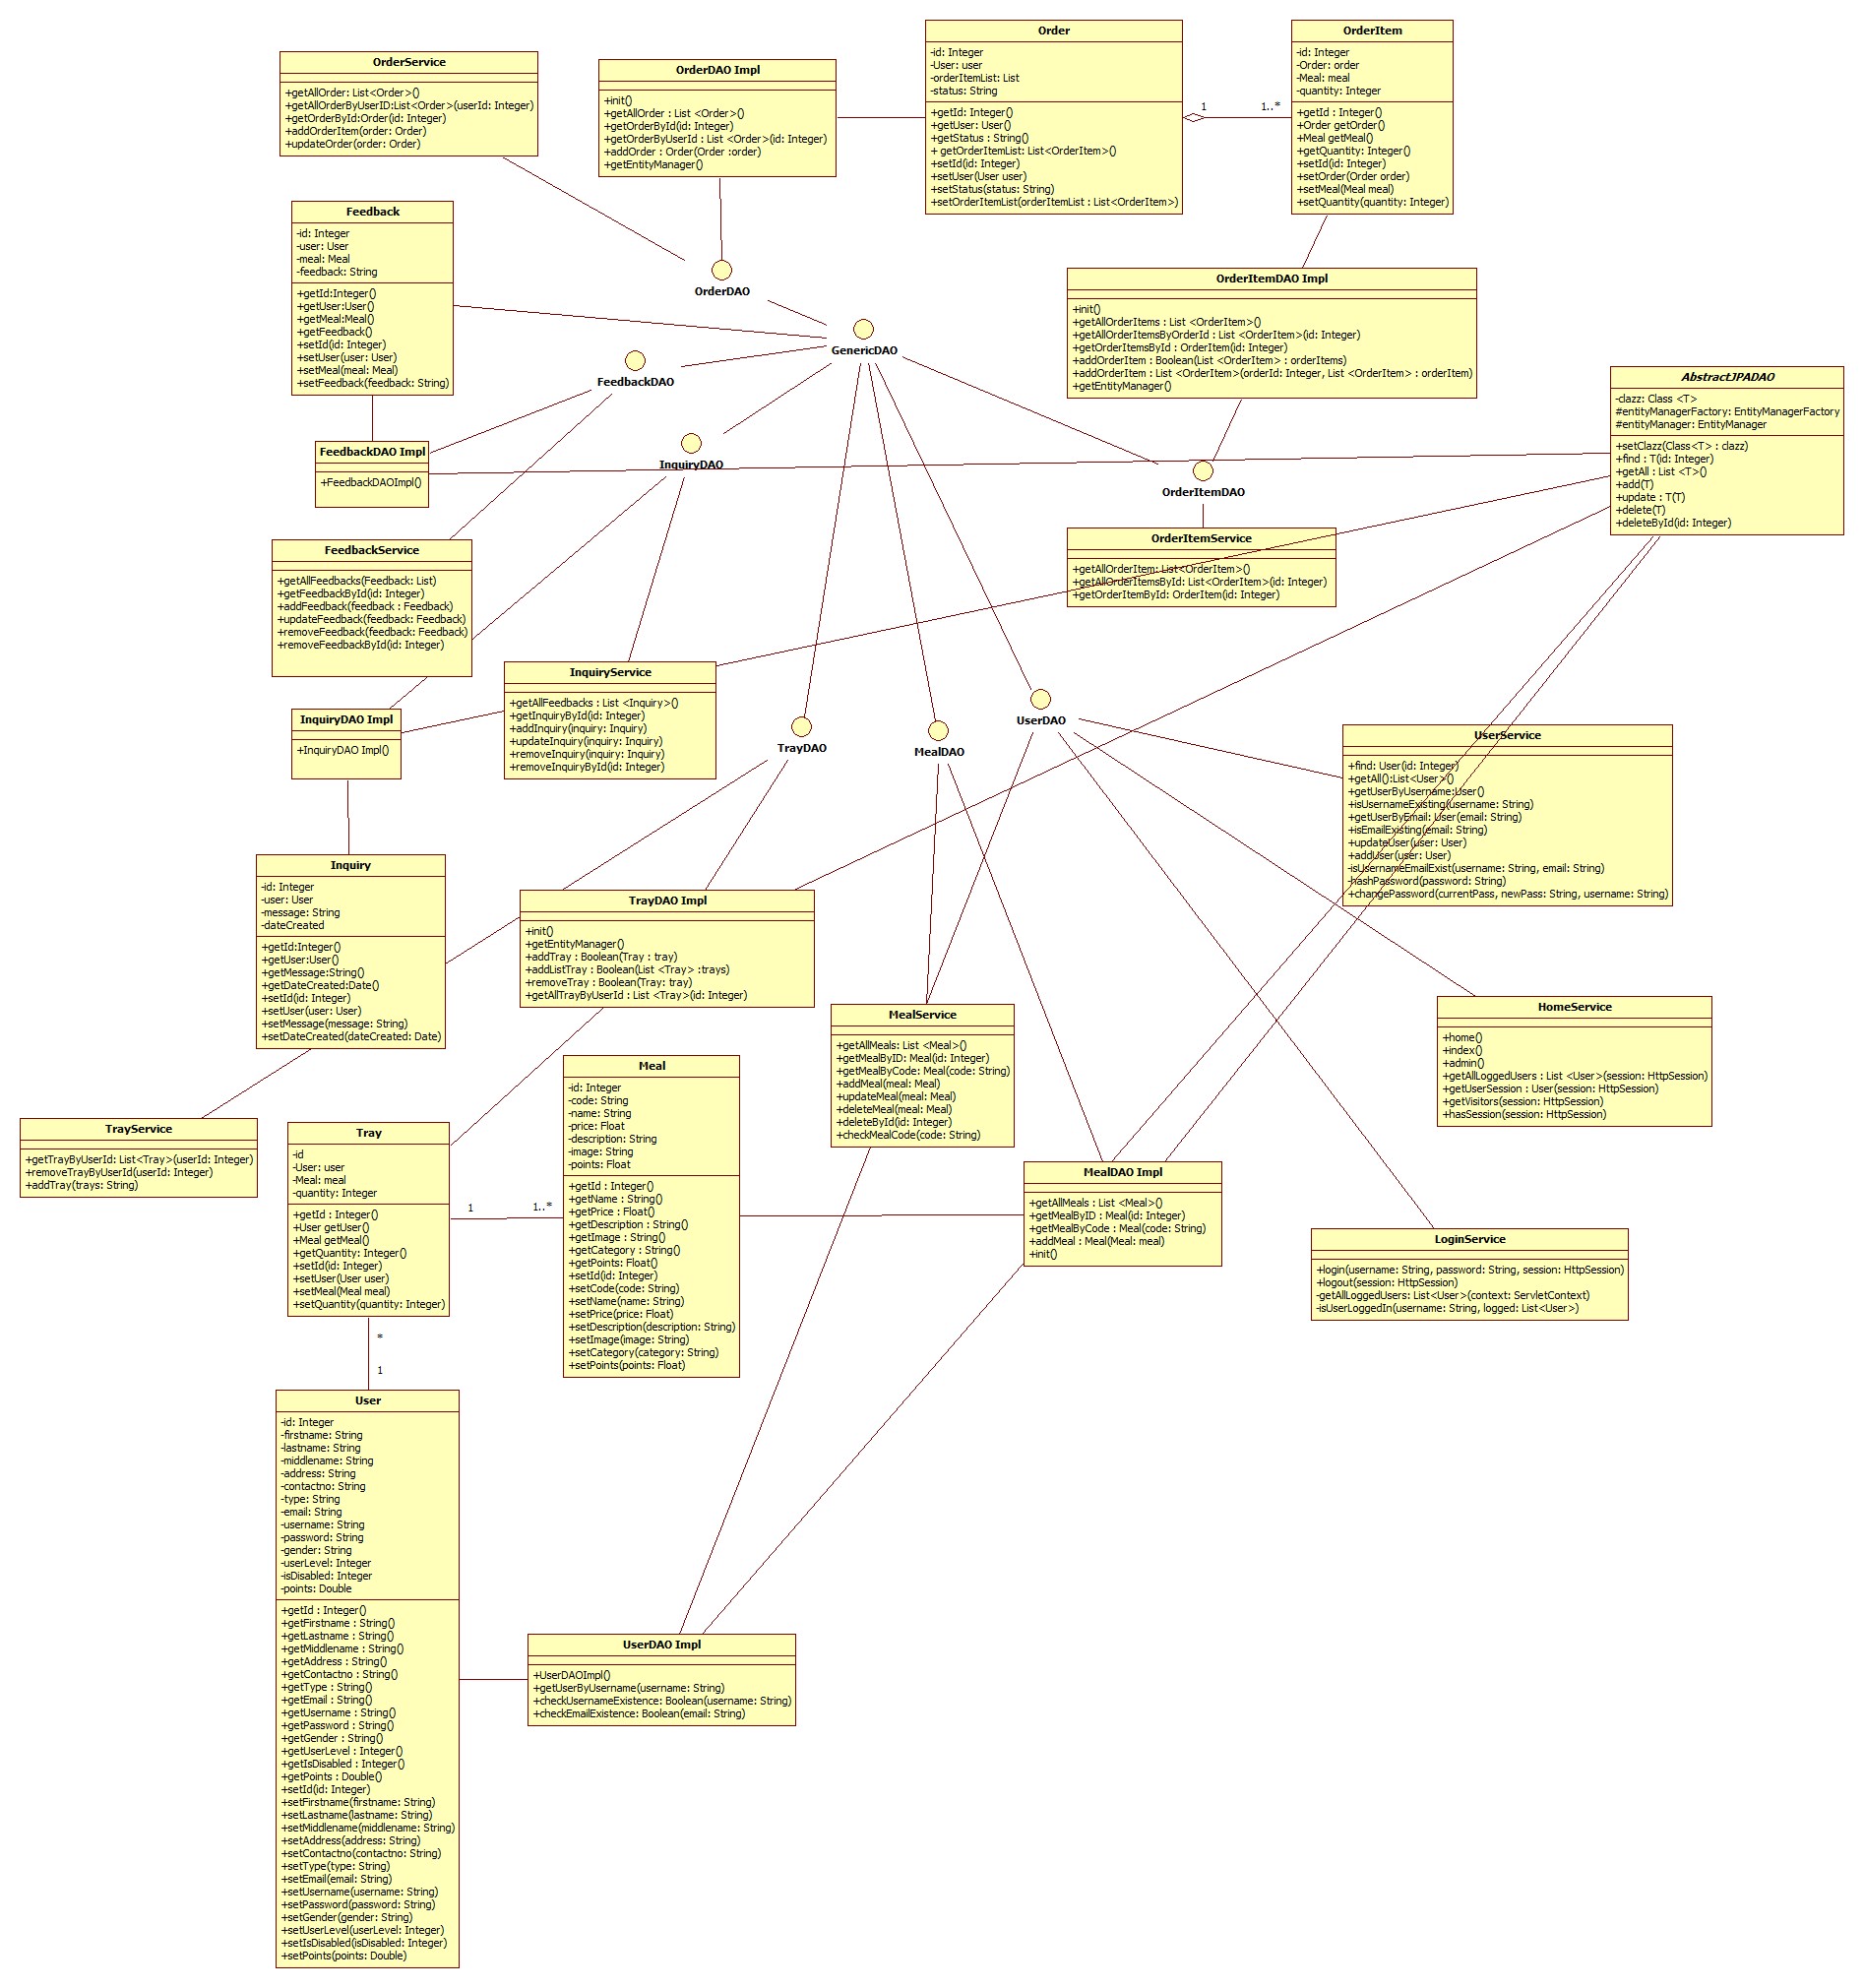 OrderService
+getAllOrder: List<Order>()
+getAllOrderByUserID:List<Order>(userId: Integer)
+getOrderById:Order(id: Integer)
+addOrderItem(order: Order)
+updateOrder(order: Order)
OrderDAO Impl
+init()
+getAllOrder : List <Order>()
+getOrderById(id: Integer)
+getOrderByUserId : List <Order>(id: Integer)
+addOrder : Order(Order :order)
+getEntityManager()
Order
-id: Integer
-User: user
-orderItemList: List
-status: String
+getId: Integer()
+getUser: User()
+getStatus : String()
+ getOrderItemList: List<OrderItem>()
+setId(id: Integer)
+setUser(User user)
+setStatus(status: String)
+setOrderItemList(orderItemList : List<OrderItem>)
1
1..*
OrderItem
-id: Integer
-Order: order
-Meal: meal
-quantity: Integer
+getId : Integer()
+Order getOrder()
+Meal getMeal()
+getQuantity: Integer()
+setId(id: Integer)
+setOrder(Order order)
+setMeal(Meal meal)
+setQuantity(quantity: Integer)
Feedback
-id: Integer
-user: User
-meal: Meal
-feedback: String
+getId:Integer()
+getUser:User()
+getMeal:Meal()
+getFeedback()
+setId(id: Integer)
+setUser(user: User)
+setMeal(meal: Meal)
+setFeedback(feedback: String)
OrderDAO
GenericDAO
FeedbackDAO
OrderItemDAO Impl
+init()
+getAllOrderItems : List <OrderItem>()
+getAllOrderItemsByOrderId : List <OrderItem>(id: Integer)
+getOrderItemsById : OrderItem(id: Integer)
+addOrderItem : Boolean(List <OrderItem> : orderItems)
+addOrderItem : List <OrderItem>(orderId: Integer, List <OrderItem> : orderItem)
+getEntityManager()
AbstractJPADAO
-clazz: Class <T>
#entityManagerFactory: EntityManagerFactory
#entityManager: EntityManager
+setClazz(Class<T> : clazz)
+find : T(id: Integer)
+getAll : List <T>()
+add(T)
+update : T(T)
+delete(T)
+deleteById(id: Integer)
FeedbackDAO Impl
+FeedbackDAOImpl()
InquiryDAO
OrderItemDAO
FeedbackService
+getAllFeedbacks(Feedback: List)
+getFeedbackById(id: Integer)
+addFeedback(feedback : Feedback)
+updateFeedback(feedback: Feedback)
+removeFeedback(feedback: Feedback)
+removeFeedbackById(id: Integer)
OrderItemService
+getAllOrderItem: List<OrderItem>()
+getAllOrderItemsById: List<OrderItem>(id: Integer)
+getOrderItemById: OrderItem(id: Integer)
InquiryService
+getAllFeedbacks : List <Inquiry>()
+getInquiryById(id: Integer)
+addInquiry(inquiry: Inquiry)
+updateInquiry(inquiry: Inquiry)
+removeInquiry(inquiry: Inquiry)
+removeInquiryById(id: Integer)
InquiryDAO Impl
+InquiryDAO Impl()
TrayDAO
MealDAO
UserDAO
UserService
+find: User(id: Integer)
+getAll():List<User>()
+getUserByUsername:User()
+isUsernameExisting(username: String)
+getUserByEmail: User(email: String)
+isEmailExisting(email: String)
+updateUser(user: User)
+addUser(user: User)
-isUsernameEmailExist(username: String, email: String)
-hashPassword(password: String)
+changePassword(currentPass, newPass: String, username: String)
Inquiry
-id: Integer
-user: User
-message: String
-dateCreated
+getId:Integer()
+getUser:User()
+getMessage:String()
+getDateCreated:Date()
+setId(id: Integer)
+setUser(user: User)
+setMessage(message: String)
+setDateCreated(dateCreated: Date)
TrayDAO Impl
+init()
+getEntityManager()
+addTray : Boolean(Tray : tray)
+addListTray : Boolean(List <Tray> :trays)
+removeTray : Boolean(Tray: tray)
+getAllTrayByUserId : List <Tray>(id: Integer)
MealService
+getAllMeals: List <Meal>()
+getMealByID: Meal(id: Integer)
+getMealByCode: Meal(code: String)
+addMeal(meal: Meal)
+updateMeal(meal: Meal)
+deleteMeal(meal: Meal)
+deleteById(id: Integer)
+checkMealCode(code: String)
HomeService
+home()
+index()
+admin()
+getAllLoggedUsers : List <User>(session: HttpSession)
+getUserSession : User(session: HttpSession)
+getVisitors(session: HttpSession)
+hasSession(session: HttpSession)
TrayService
+getTrayByUserId: List<Tray>(userId: Integer)
+removeTrayByUserId(userId: Integer)
+addTray(trays: String)
Tray
-id
-User: user
-Meal: meal
-quantity: Integer
+getId : Integer()
+User getUser()
+Meal getMeal()
+getQuantity: Integer()
+setId(id: Integer)
+setUser(User user)
+setMeal(Meal meal)
+setQuantity(quantity: Integer)
1
1..*
Meal
-id: Integer
-code: String
-name: String
-price: Float
-description: String
-image: String
-points: Float
+getId : Integer()
+getName : String()
+getPrice : Float()
+getDescription : String()
+getImage : String()
+getCategory : String()
+getPoints: Float()
+setId(id: Integer)
+setCode(code: String)
+setName(name: String)
+setPrice(price: Float)
+setDescription(description: String)
+setImage(image: String)
+setCategory(category: String)
+setPoints(points: Float)
MealDAO Impl
+getAllMeals : List <Meal>()
+getMealByID : Meal(id: Integer)
+getMealByCode : Meal(code: String)
+addMeal : Meal(Meal: meal)
+init()
LoginService
+login(username: String, password: String, session: HttpSession)
+logout(session: HttpSession)
-getAllLoggedUsers: List<User>(context: ServletContext)
-isUserLoggedIn(username: String, logged: List<User>)
*
1
User
-id: Integer
-firstname: String
-lastname: String
-middlename: String
-address: String
-contactno: String
-type: String
-email: String
-username: String
-password: String
-gender: String
-userLevel: Integer
-isDisabled: Integer
-points: Double
+getId : Integer()
+getFirstname : String()
+getLastname : String()
+getMiddlename : String()
+getAddress : String()
+getContactno : String()
+getType : String()
+getEmail : String()
+getUsername : String()
+getPassword : String()
+getGender : String()
+getUserLevel : Integer()
+getIsDisabled : Integer()
+getPoints : Double()
+setId(id: Integer)
+setFirstname(firstname: String)
+setLastname(lastname: String)
+setMiddlename(middlename: String)
+setAddress(address: String)
+setContactno(contactno: String)
+setType(type: String)
+setEmail(email: String)
+setUsername(username: String)
+setPassword(password: String)
+setGender(gender: String)
+setUserLevel(userLevel: Integer)
+setIsDisabled(isDisabled: Integer)
+setPoints(points: Double)
UserDAO Impl
+UserDAOImpl()
+getUserByUsername(username: String)
+checkUsernameExistence: Boolean(username: String)
+checkEmailExistence: Boolean(email: String)